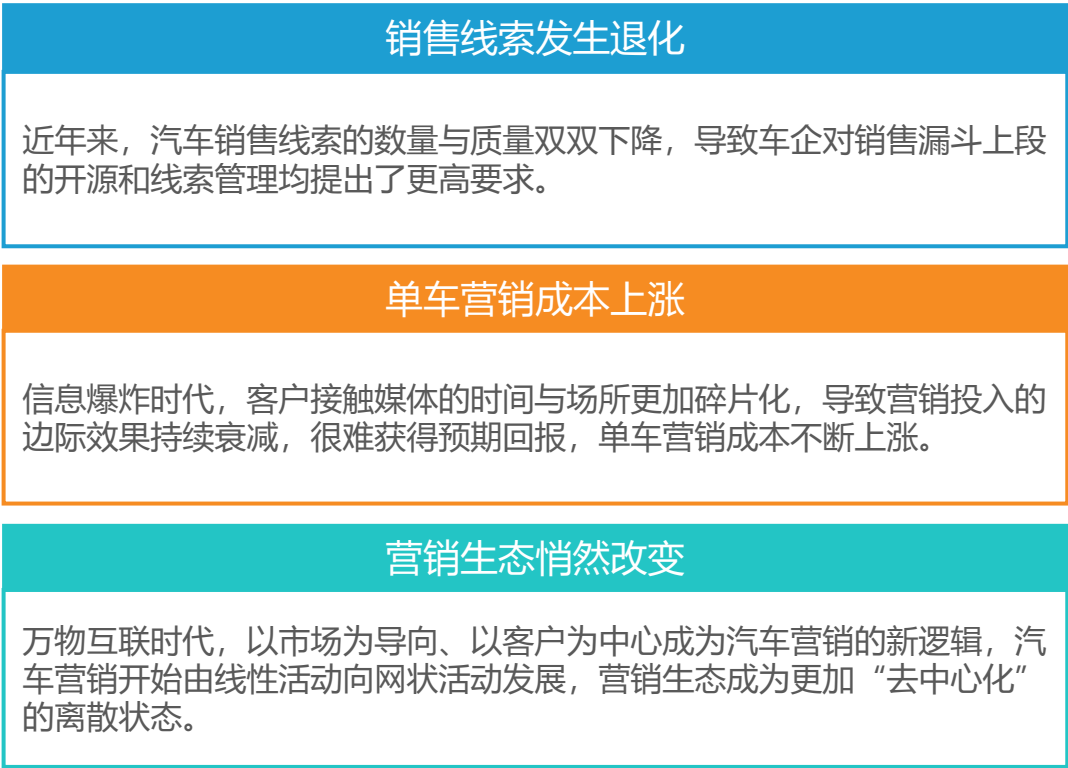 销售线索发生退化
近年来，汽车销售线索的数量与质量双双下降，导致车企对销售漏斗上段
的开源和线索管理均提出了更高要求。
单车营销成本上涨
信息爆炸时代，客户接触媒体的时间与场所更加碎片化，导致营销投入的
边际效果持续衰减，很难获得预期回报，单车营销成本不断上涨。
营销生态悄然改变
万物互联时代，以市场为导向、以客户为中心成为汽车营销的新逻辑，汽
车营销开始由线性活动向网状活动发展，营销生态成为更加“去中心化”
的离散状态。